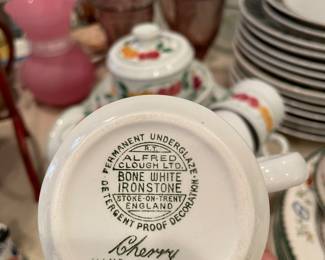 PERMANENT UNDERGLAZE
R.Y.
ALFRED
CLOUGH LTD.
BONE WHITE
IRONSTONE
STOKE-ON-TRENT
ENGLAND
DETERGENT PROOF DECORATION
Cherry